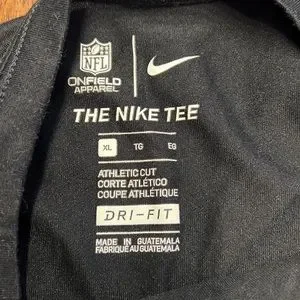 NFL
ONFIELD
APPAREL
THE NIKE TEE
XL TG EG
ATHLETIC CUT
CORTE ATLÉTICO
COUPE ATHLÉTIQUE
DRI-FIT
MADE IN GUATEMALA
FABRIQUÉ AU GUATEMALA